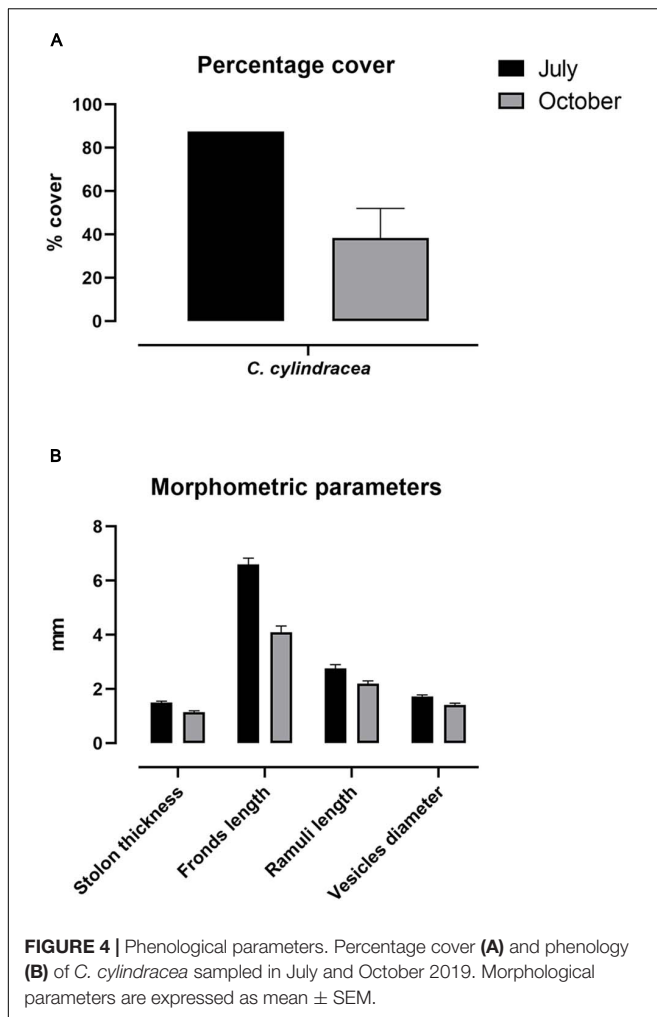 A
Percentage cover
July
October
100
80
60
40
20
0
% cover
C. cylindracea
B
Morphometric parameters
8
6
4
2
0
mm
Stolon thickness
Fronds length
Ramuli length
Vesicles diameter
FIGURE 4 | Phenological parameters. Percentage cover (A) and phenology
(B) of C. cylindracea sampled in July and October 2019. Morphological
parameters are expressed as mean ± SEM.